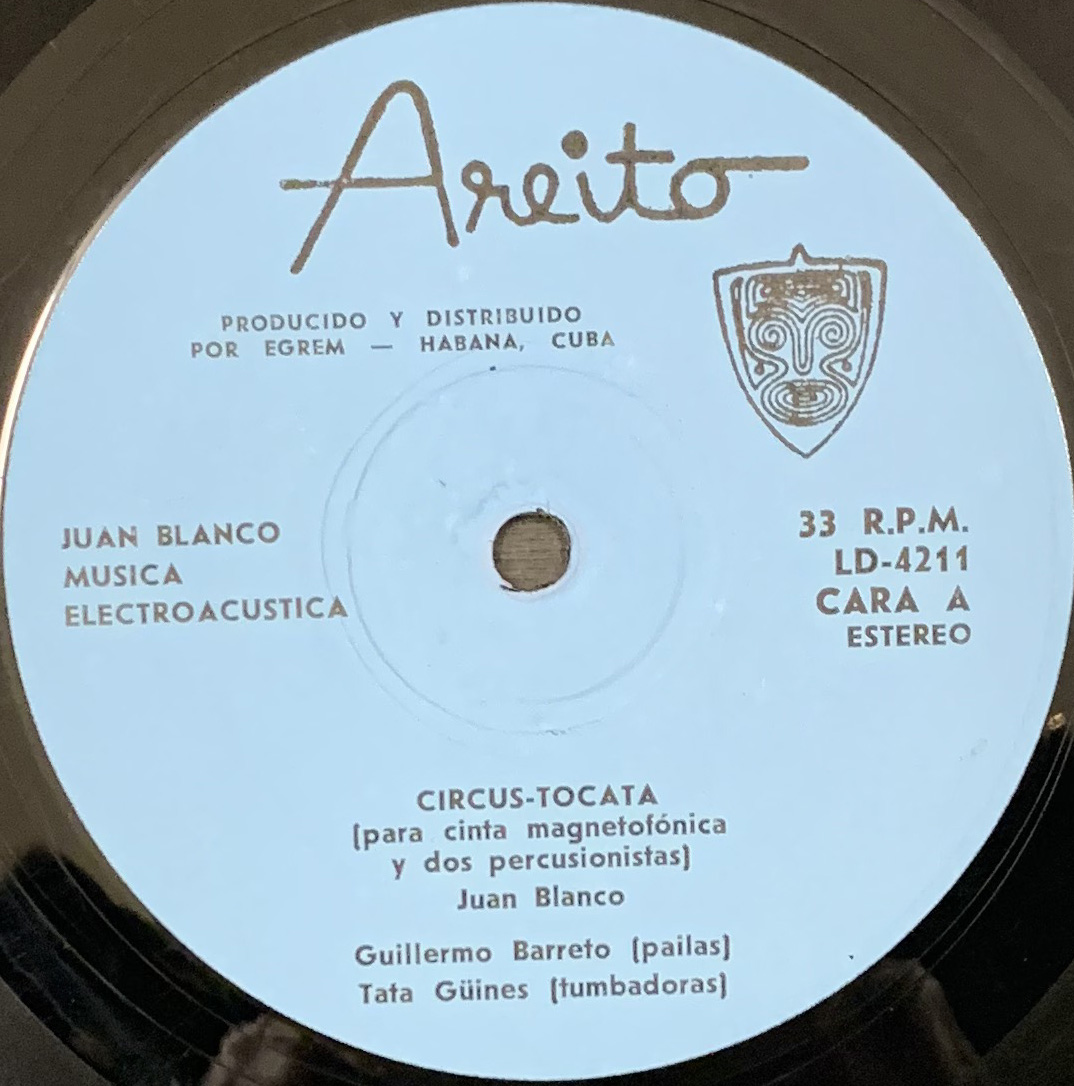 Areito
PRODUCIDO Y DISTRIBUIDO
POR EGREM — HABANA, CUBA
JUAN BLANCO
MUSICA
ELECTROACUSTICA
33 R.P.M.
LD-4211
CARA A
ESTEREO
CIRCUS-TOCATA
(para cinta magnetofónica
y dos percusionistas)
Juan Blanco
Guillermo Barreto (pailas)
Tata Güines (tumbadoras)